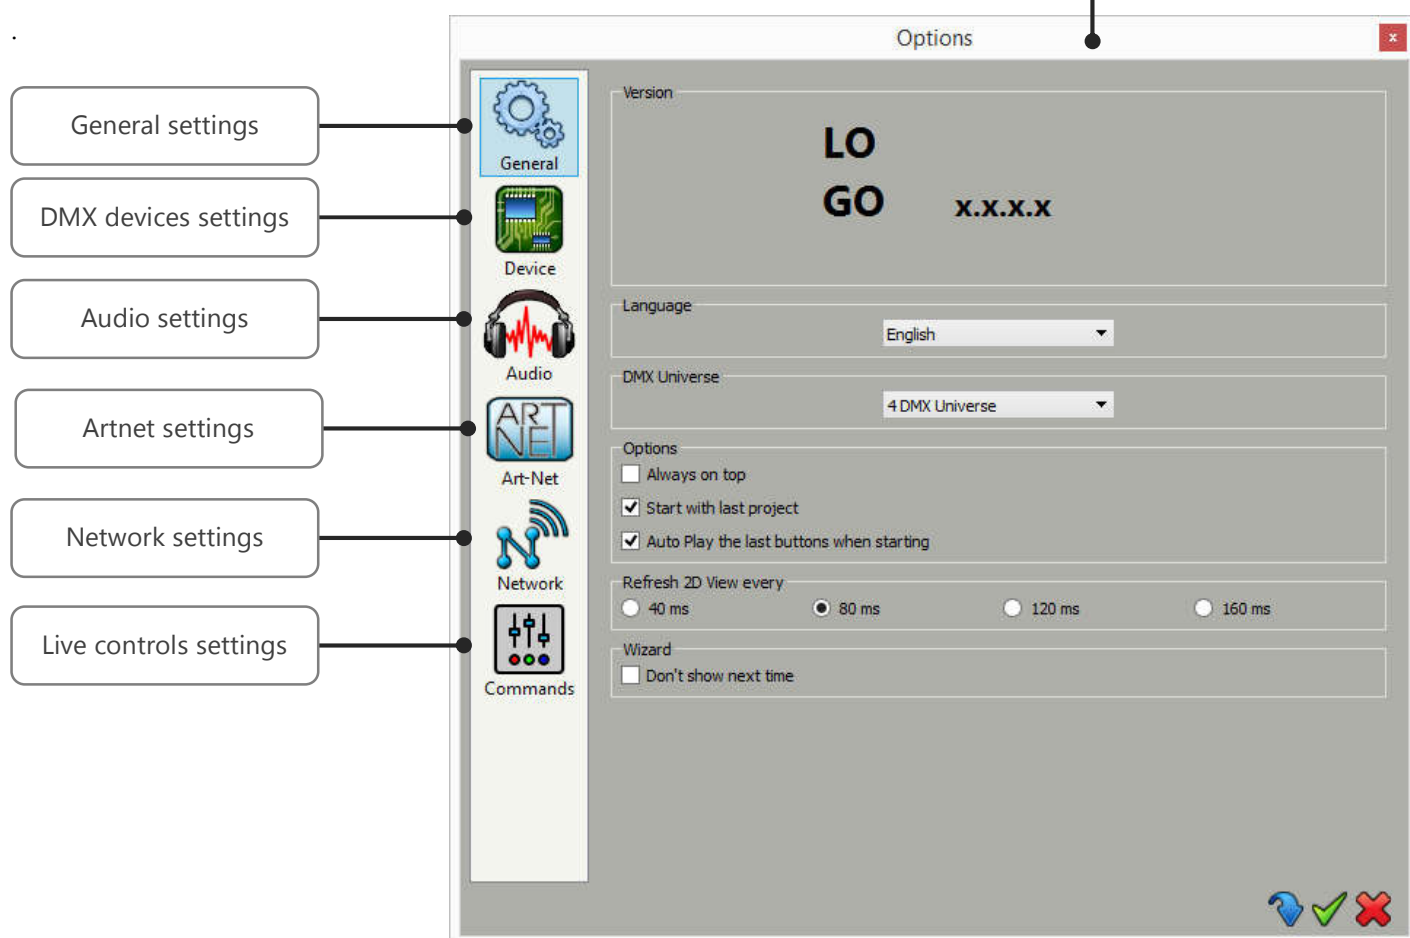 .
Options
x
General settings
DMX devices settings
Audio settings
Artnet settings
Network settings
Live controls settings
General
Device
Audio
ART
NET
Art-Net
Network
Commands
Version
LO
GO x.x.x.x
Language
English
DMX Universe
4 DMX Universe
Options
Always on top
Start with last project
Auto Play the last buttons when starting
Refresh 2D View every
40 ms 80 ms 120 ms 160 ms
Wizard
Don't show next time